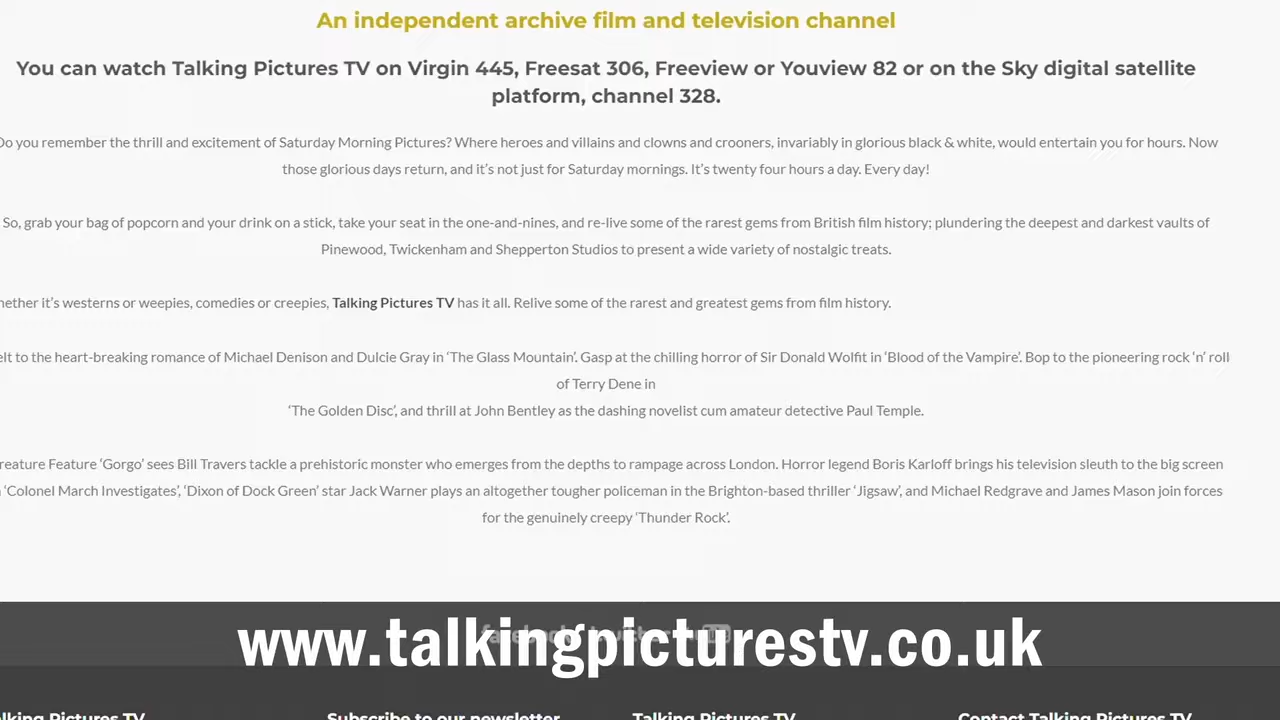 An independent archive film and television channel
You can watch Talking Pictures TV on Virgin 445, Freesat 306, Freeview or Youview 82 or on the Sky digital satellite
platform, channel 328.
Do you remember the thrill and excitement of Saturday Morning Pictures? Where heroes and villains and clowns and crooners, invariably in glorious black & white, would entertain you for hours. Now
those glorious days return, and it's not just for Saturday mornings. It's twenty four hours a day. Every day!
So, grab your bag of popcorn and your drink on a stick, take your seat in the one-and-nines, and re-live some of the rarest gems from British film history; plundering the deepest and darkest vaults of
Pinewood, Twickenham and Shepperton Studios to present a wide variety of nostalgic treats.
hether it's westerns or weepies, comedies or creepies, Talking Pictures TV has it all. Relive some of the rarest and greatest gems from film history.
elt to the heart-breaking romance of Michael Denison and Dulcie Gray in ‘The Glass Mountain’. Gasp at the chilling horror of Sir Donald Wolfit in ‘Blood of the Vampire’. Bop to the pioneering rock ‘n’ roll
of Terry Dene in
‘The Golden Disc’, and thrill at John Bentley as the dashing novelist cum amateur detective Paul Temple.
reature Feature ‘Gorgo’ sees Bill Travers tackle a prehistoric monster who emerges from the depths to rampage across London. Horror legend Boris Karloff brings his television sleuth to the big screen
‘Colonel March Investigates’, ‘Dixon of Dock Green’ star Jack Warner plays an altogether tougher policeman in the Brighton-based thriller ‘Jigsaw’, and Michael Redgrave and James Mason join forces
for the genuinely creepy ‘Thunder Rock’.
www.talkingpicturestv.co.uk
lking Pictures TV
Subscribe to our newsletter
Talking Pictures TV
Contact Talking Pictures TV